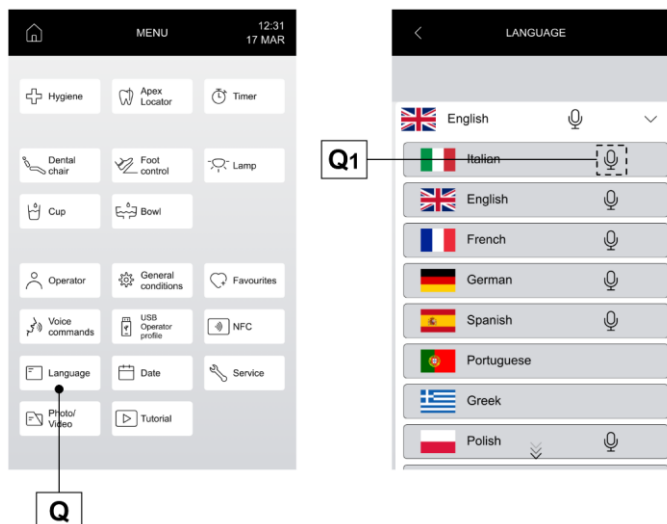 MENU
12:31
17 MAR
Hygiene
Apex
Locator
Timer
Dental
chair
Foot
control
Lamp
Cup
Bowl
Operator
General
conditions
Favourites
Voice
commands
USB
Operator
profile
NFC
Language
Date
Service
Photo/
Video
Tutorial
Q
LANGUAGE
English
Q1
Italian
English
French
German
Spanish
Portuguese
Greek
Polish